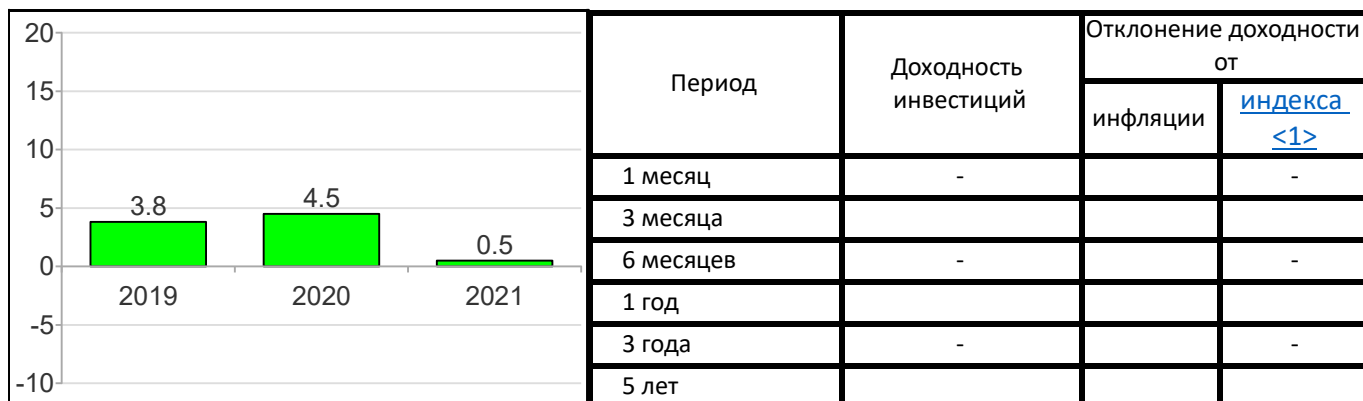 20
15
10
5
0
-5
-10
3.8
4.5
0.5
2019
2020
2021
Период
Доходность
инвестиций
Отклонение доходности
от
инфляции
индекса
<1>
1 месяц - -
3 месяца
6 месяцев - -
1 год
3 года - -
5 лет